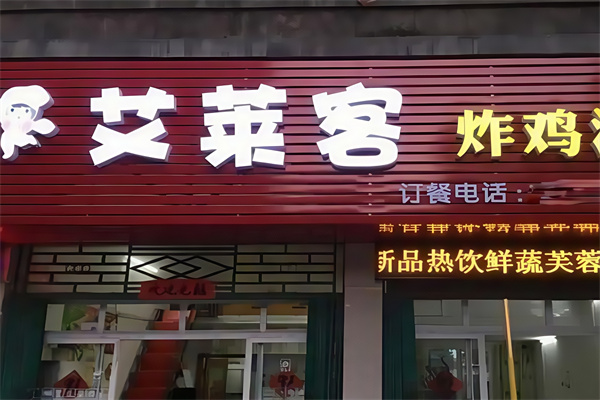 艾莱客
炸鸡
订餐电话：
新品热饮鲜蔬芙蓉